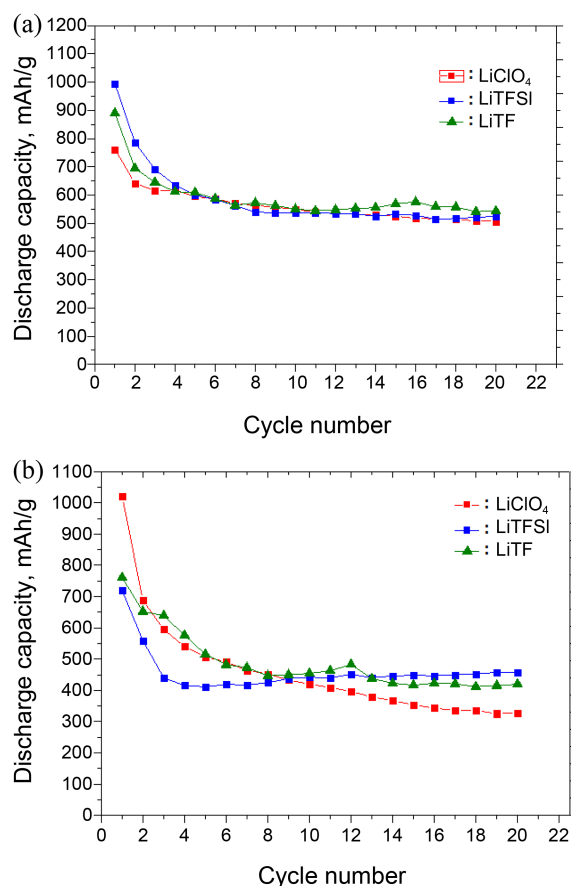 (a)
1200
1100
1000
900
800
700
600
500
400
300
200
100
0
Discharge capacity, mAh/g
: LiClO₄
: LiTFSI
: LiTF
0 2 4 6 8 10 12 14 16 18 20 22
Cycle number
(b)
1100
1000
900
800
700
600
500
400
300
200
100
0
Discharge capacity, mAh/g
: LiClO₄
: LiTFSI
: LiTF
0 2 4 6 8 10 12 14 16 18 20 22
Cycle number